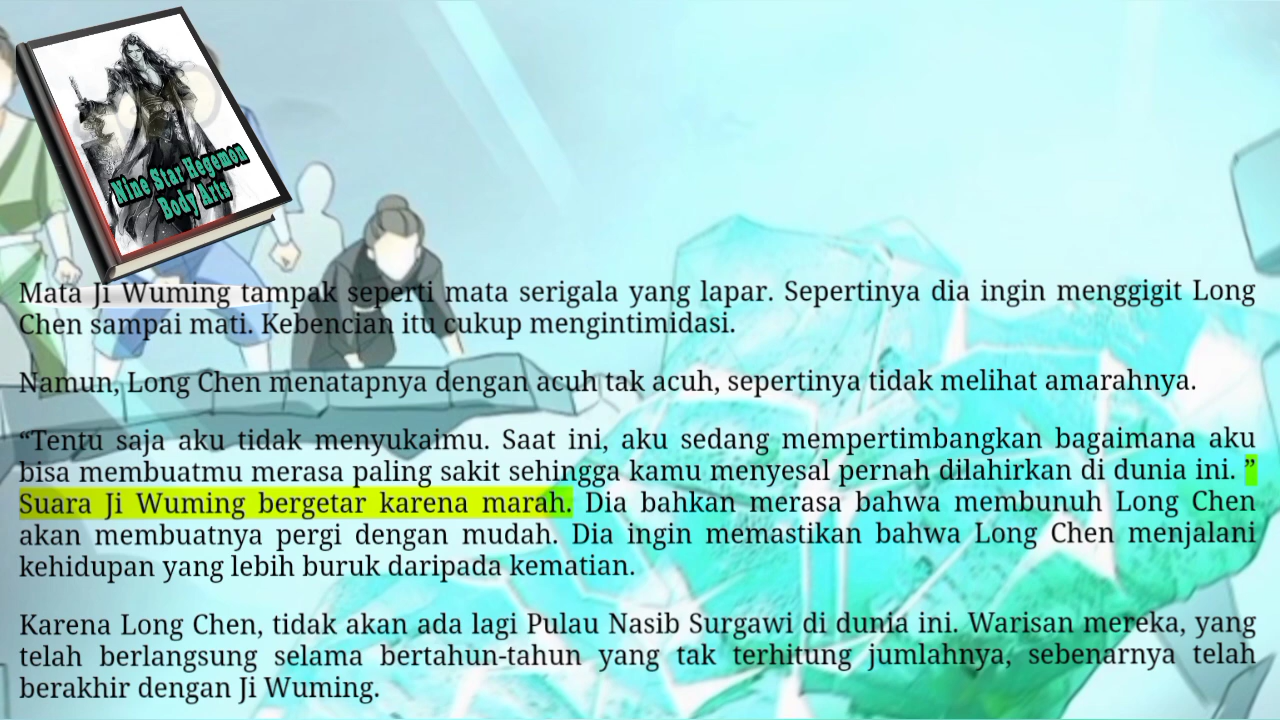 Nine Star Hegemon
Body Arts
Mata Ji Wuming tampak seperti mata serigala yang lapar. Sepertinya dia ingin menggigit Long
Chen sampai mati. Kebencian itu cukup mengintimidasi.
Namun, Long Chen menatapnya dengan acuh tak acuh, sepertinya tidak melihat amarahnya.
“Tentu saja aku tidak menyukaimu. Saat ini, aku sedang mempertimbangkan bagaimana aku
bisa membuatmu merasa paling sakit sehingga kamu menyesal pernah dilahirkan di dunia ini. ”
Suara Ji Wuming bergetar karena marah. Dia bahkan merasa bahwa membunuh Long Chen
akan membuatnya pergi dengan mudah. Dia ingin memastikan bahwa Long Chen menjalani
kehidupan yang lebih buruk daripada kematian.
Karena Long Chen, tidak akan ada lagi Pulau Nasib Surgawi di dunia ini. Warisan mereka, yang
telah berlangsung selama bertahun-tahun yang tak terhitung jumlahnya, sebenarnya telah
berakhir dengan Ji Wuming.